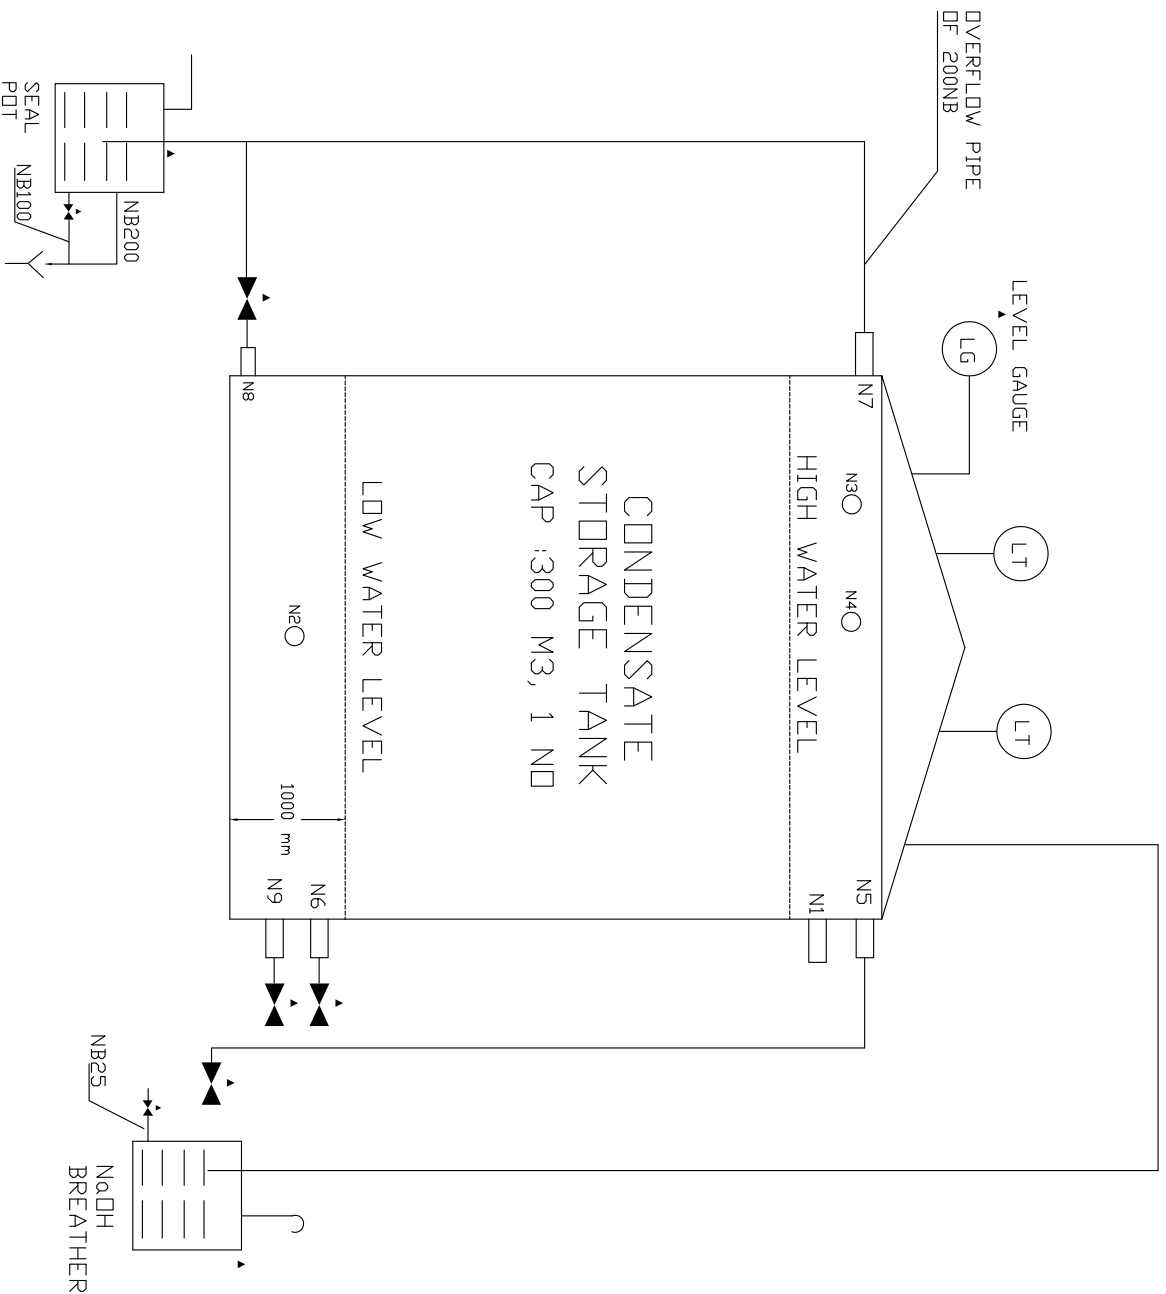 OVERFLOW PIPE
OF 200NB
LEVEL GAUGE
LG
LT
LT
N7
N3
N4
N5
N1
HIGH WATER LEVEL
CONDENSATE
STORAGE TANK
CAP :300 M3, 1 NO
LOW WATER LEVEL
N2
1000 mm
N8
N6
N9
SEAL
POT
NB100
NB200
NB25
NaOH
BREATHER